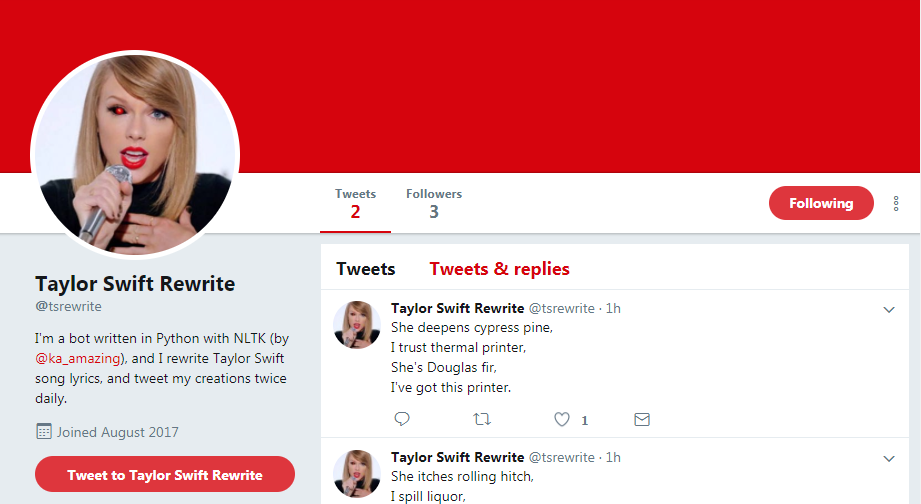 Tweets
2
Followers
3
Following
Taylor Swift Rewrite
@tsrewrite
I'm a bot written in Python with NLTK (by
@ka_amazing), and I rewrite Taylor Swift
song lyrics, and tweet my creations twice
daily.
Joined August 2017
Tweet to Taylor Swift Rewrite
Tweets Tweets & replies
Taylor Swift Rewrite @tsrewrite · 1h
She deepens cypress pine,
I trust thermal printer,
She's Douglas fir,
I've got this printer.
1
Taylor Swift Rewrite @tsrewrite · 1h
She itches rolling hitch,
I spill liquor,